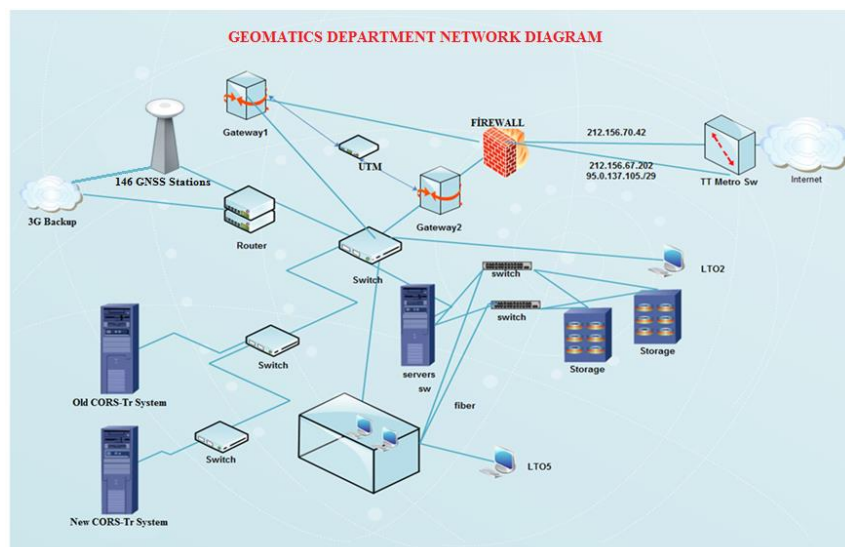 GEOMATICS DEPARTMENT NETWORK DIAGRAM
Gateway1
FİREWALL
212.156.70.42
UTM
212.156.67.202
95.0.137.105./29
TT Metro Sw
Internet
146 GNSS Stations
3G Backup
Gateway2
Router
Switch
switch
LTO2
switch
servers
sw
Storage
Storage
Switch
Old CORS-Tr System
fiber
Switch
LTO5
New CORS-Tr System